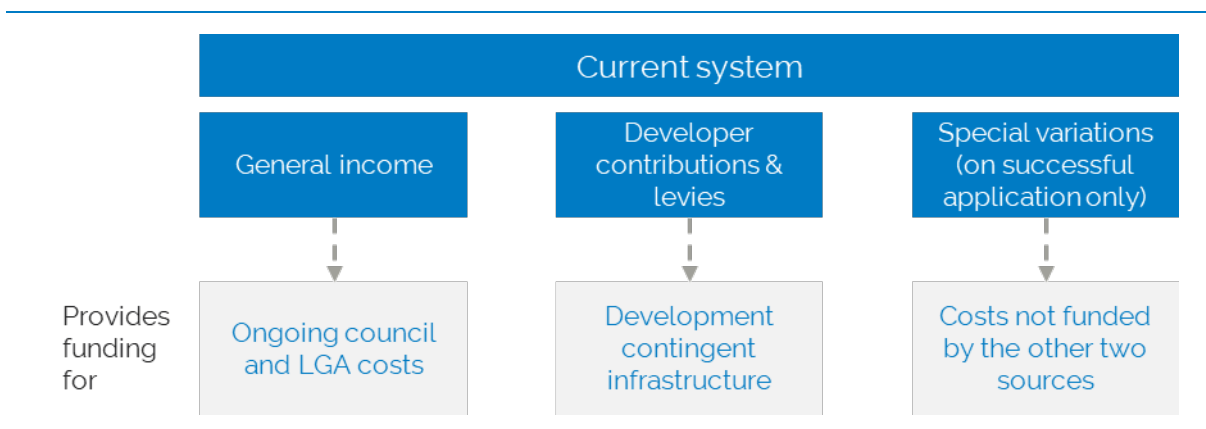 Current system
General income
Developer
contributions &
levies
Special variations
(on successful
application only)
Provides
funding
for
Ongoing council
and LGA costs
Development
contingent
infrastructure
Costs not funded
by the other two
sources